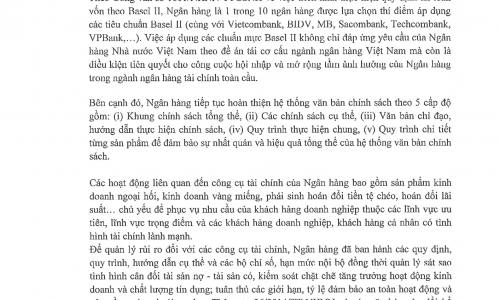 vốn theo Basel II, Ngân hàng là 1 trong 10 ngân hàng được lựa chọn thí điểm áp dụng
các tiêu chuẩn Basel II (cùng với Vietcombank, BIDV, MB, Sacombank, Techcombank,
VPBank,…). Việc áp dụng các chuẩn mực Basel II không chỉ đáp ứng yêu cầu của Ngân
hàng Nhà nước Việt Nam theo đề án tái cơ cấu ngành ngân hàng Việt Nam mà còn là
điều kiện tiên quyết cho công cuộc hội nhập và mở rộng tầm ảnh hưởng của Ngân hàng
trong ngành ngân hàng tài chính toàn cầu.
Bên cạnh đó, Ngân hàng tiếp tục hoàn thiện hệ thống văn bản chính sách theo 5 cấp độ
gồm: (i) Khung chính sách tổng thể, (ii) Các chính sách cụ thể, (iii) Văn bản chỉ đạo,
hướng dẫn thực hiện chính sách, (iv) Quy trình thực hiện chung, (v) Quy trình chi tiết
từng sản phẩm để đảm bảo sự nhất quán và hiệu quả tổng thể của hệ thống văn bản chính
sách.
Các hoạt động liên quan đến công cụ tài chính của Ngân hàng bao gồm sản phẩm kinh
doanh ngoại hối, kinh doanh vàng miếng, phái sinh hoán đổi tiền tệ chéo, hoán đổi lãi
suất… chủ yếu để phục vụ nhu cầu của khách hàng doanh nghiệp thuộc các lĩnh vực ưu
tiên, lĩnh vực trọng điểm và các khách hàng doanh nghiệp, khách hàng cá nhân có tình
hình tài chính lành mạnh.
Để quản lý rủi ro đối với các công cụ tài chính, Ngân hàng đã ban hành các quy định,
quy trình, hướng dẫn cụ thể và các bộ chỉ số, hạn mức nội bộ đồng thời quản lý sát sao
tình hình cân đối tài sản nợ - tài sản có, kiểm soát chặt chẽ tăng trưởng hoạt động kinh
doanh và chất lượng tín dụng; tuân thủ các giới hạn, tỷ lệ đảm bảo an toàn hoạt động và